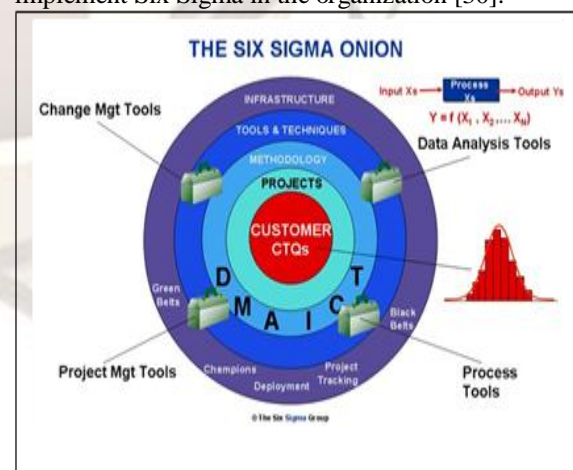 implement Six Sigma in the organization [30].
THE SIX SIGMA ONION
Input Xs
Process
Xs
Output Ys
Y = f (X1 , X2 ,... XN)
Change Mgt Tools
Data Analysis Tools
INFRASTRUCTURE
TOOLS & TECHNIQUES
METHODOLOGY
PROJECTS
CUSTOMER
CTQs
D M A I C T
Green
Belts
Black
Belts
Champions
Deployment
Project
Tracking
Project Mgt Tools
Process
Tools
© The Six Sigma Group